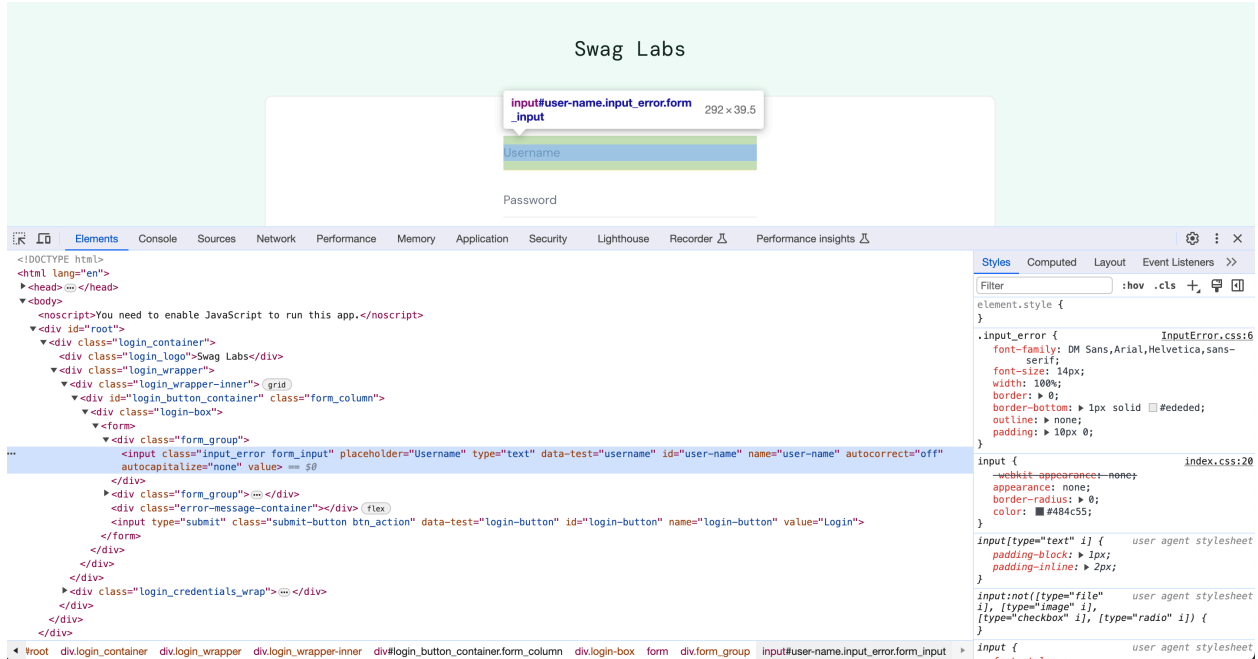 Swag Labs
input#user-name.input_error.form
_input
292 × 39.5
Username
Password
Elements Console Sources Network Performance Memory Application Security Lighthouse Recorder Performance insights
<!DOCTYPE html>
<html lang="en">
<head> ⋯ </head>
<body>
<noscript>You need to enable JavaScript to run this app.</noscript>
<div id="root">
<div class="login_container">
<div class="login_logo">Swag Labs</div>
<div class="login_wrapper">
<div class="login_wrapper-inner"> grid
<div id="login_button_container" class="form_column">
<div class="login-box">
<form>
<div class="form_group">
<input class="input_error form_input" placeholder="Username" type="text" data-test="username" id="user-name" name="user-name" autocorrect="off"
autocapitalize="none" value> == $0
</div>
<div class="form_group"> ⋯ </div>
<div class="error-message-container"></div> flex
<input type="submit" class="submit-button btn_action" data-test="login-button" id="login-button" name="login-button" value="Login">
</form>
</div>
</div>
</div>
<div class="login_credentials_wrap"> ⋯ </div>
</div>
</div>
</div>
#root div.login_container div.login_wrapper div.login_wrapper-inner div#login_button_container.form_column div.login-box form div.form_group input#user-name.input_error.form_input
Styles Computed Layout Event Listeners
Filter :hov .cls
element.style {
}
.input_error { InputError.css:6
font-family: DM Sans,Arial,Helvetica,sans-
serif;
font-size: 14px;
width: 100%;
border: 0;
border-bottom: 1px solid #ededed;
outline: none;
padding: 10px 0;
}
input { index.css:20
-webkit-appearance: none;
appearance: none;
border-radius: 0;
color: #484c55;
}
input[type="text" i] { user agent stylesheet
padding-block: 1px;
padding-inline: 2px;
}
input:not([type="file" user agent stylesheet
i], [type="image" i],
[type="checkbox" i], [type="radio" i]) {
}
input { user agent stylesheet